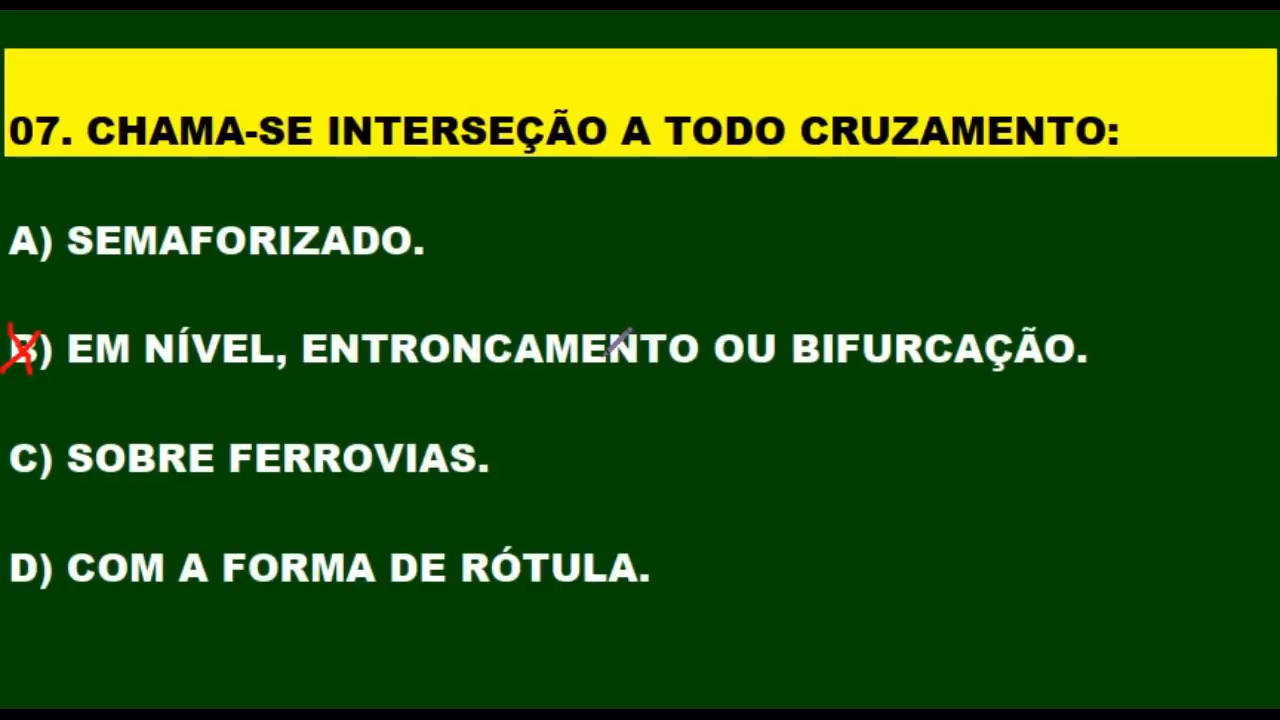 07. CHAMA-SE INTERSEÇÃO A TODO CRUZAMENTO:
A) SEMAFORIZADO.
B) EM NÍVEL, ENTRONCAMENTO OU BIFURCAÇÃO.
C) SOBRE FERROVIAS.
D) COM A FORMA DE RÓTULA.